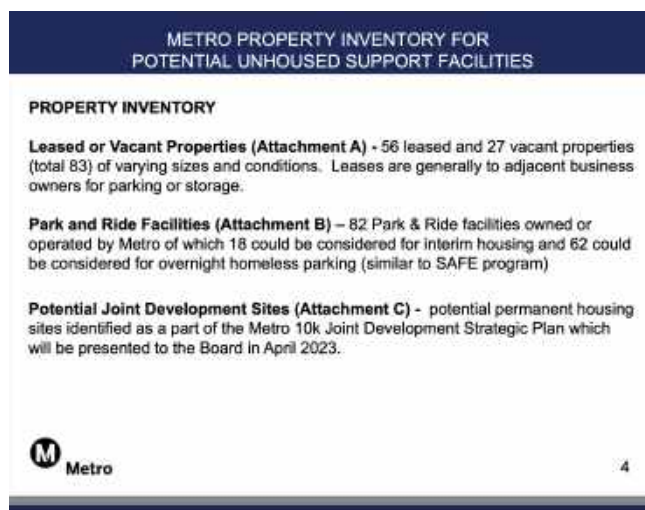 METRO PROPERTY INVENTORY FOR
POTENTIAL UNHOUSED SUPPORT FACILITIES
PROPERTY INVENTORY
Leased or Vacant Properties (Attachment A) - 56 leased and 27 vacant properties
(total 83) of varying sizes and conditions. Leases are generally to adjacent business
owners for parking or storage.
Park and Ride Facilities (Attachment B) – 82 Park & Ride facilities owned or
operated by Metro of which 18 could be considered for interim housing and 62 could
be considered for overnight homeless parking (similar to SAFE program)
Potential Joint Development Sites (Attachment C) - potential permanent housing
sites identified as a part of the Metro 10k Joint Development Strategic Plan which
will be presented to the Board in April 2023.
M Metro
4